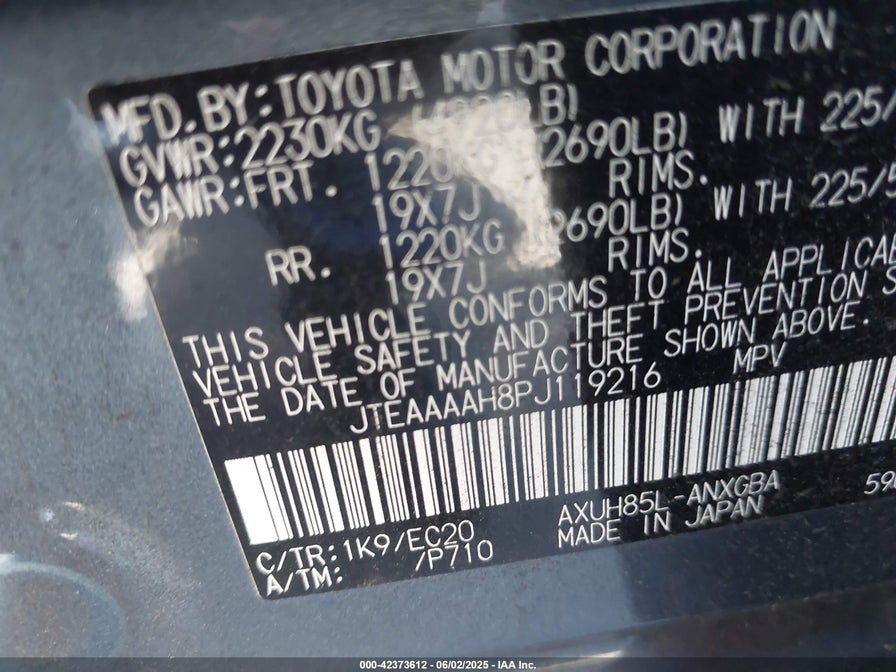 MFD. BY: TOYOTA MOTOR CORPORATION
GVWR: 2230KG LB)
GAWR: FRT. 1220KG (2690LB) WITH 225/
19X7J RIMS.
RR. 1220KG (2690LB) WITH 225/5
19X7J RIMS.
THIS VEHICLE CONFORMS TO ALL APPLICAB
VEHICLE SAFETY AND THEFT PREVENTION S
THE DATE OF MANUFACTURE SHOWN ABOVE.
JTEAAAAH8PJ119216 MPV
AXUH85L-ANXGBA 590
C/TR: 1K9/EC20 MADE IN JAPAN
A/TM: /P710
000-42373612 - 06/02/2025 - IAA Inc.